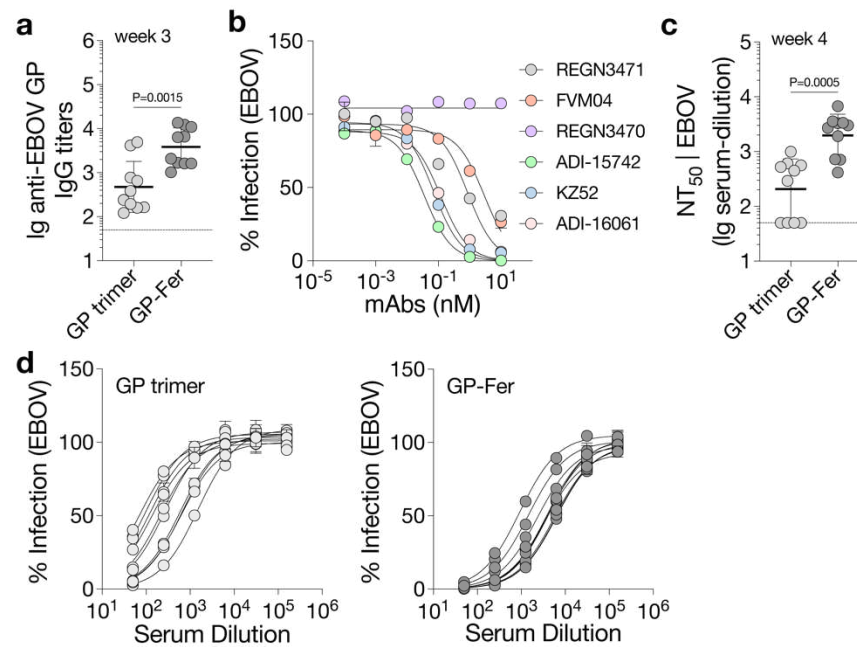 a
week 3
lg anti-EBOV GP
IgG titers
6
5
4
3
2
1
P=0.0015
GP trimer
GP-Fer
b
% Infection (EBOV)
150
100
50
0
10-5
10-3
10-1
101
mAbs (nM)
REGN3471
FVM04
REGN3470
ADI-15742
KZ52
ADI-16061
c
week 4
NT50 | EBOV
(lg serum-dilution)
5
4
3
2
1
P=0.0005
GP trimer
GP-Fer
d
GP trimer
% Infection (EBOV)
150
100
50
0
101
102
103
104
105
106
Serum Dilution
GP-Fer
% Infection (EBOV)
150
100
50
0
101
102
103
104
105
106
Serum Dilution